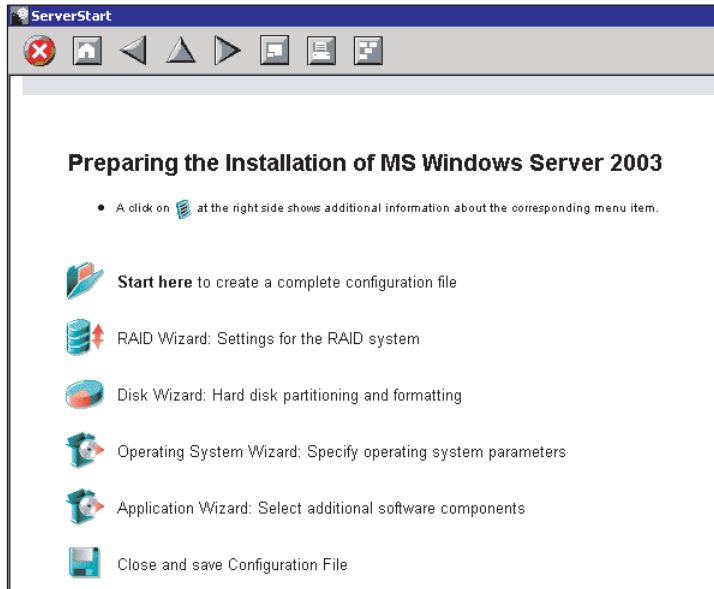 ServerStart
Preparing the Installation of MS Windows Server 2003
A click on at the right side shows additional information about the corresponding menu item.
Start here to create a complete configuration file
RAID Wizard: Settings for the RAID system
Disk Wizard: Hard disk partitioning and formatting
Operating System Wizard: Specify operating system parameters
Application Wizard: Select additional software components
Close and save Configuration File